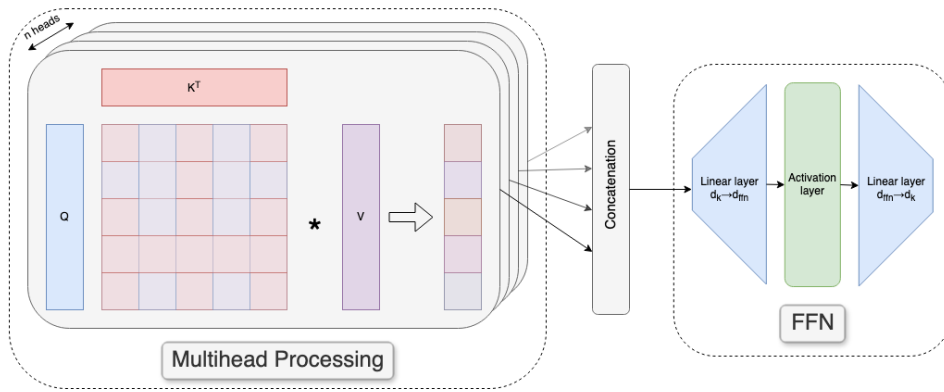 n heads
K^T
Q
*
V
Multihead Processing
Concatenation
Linear layer
d_k→d_ffn
Activation
layer
Linear layer
d_ffn→d_k
FFN